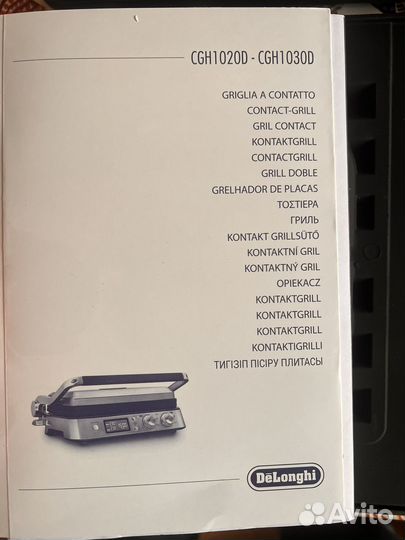 CGH1020D - CGH1030D
GRIGLIA A CONTATTO
CONTACT-GRILL
GRIL CONTACT
KONTAKTGRILL
CONTACTGRILL
GRILL DOBLE
GRELHADOR DE PLACAS
ΤΟΣΤΙΕΡΑ
ГРИЛЬ
KONTAKT GRILLSÜTŐ
KONTAKTNÍ GRIL
KONTAKTNÝ GRIL
OPIEKACZ
KONTAKTGRILL
KONTAKTGRILL
KONTAKTGRILL
KONTAKTIGRILLI
ТИГІЗІП ПІСІРУ ПЛИТАСЫ
DeLonghi
Avito